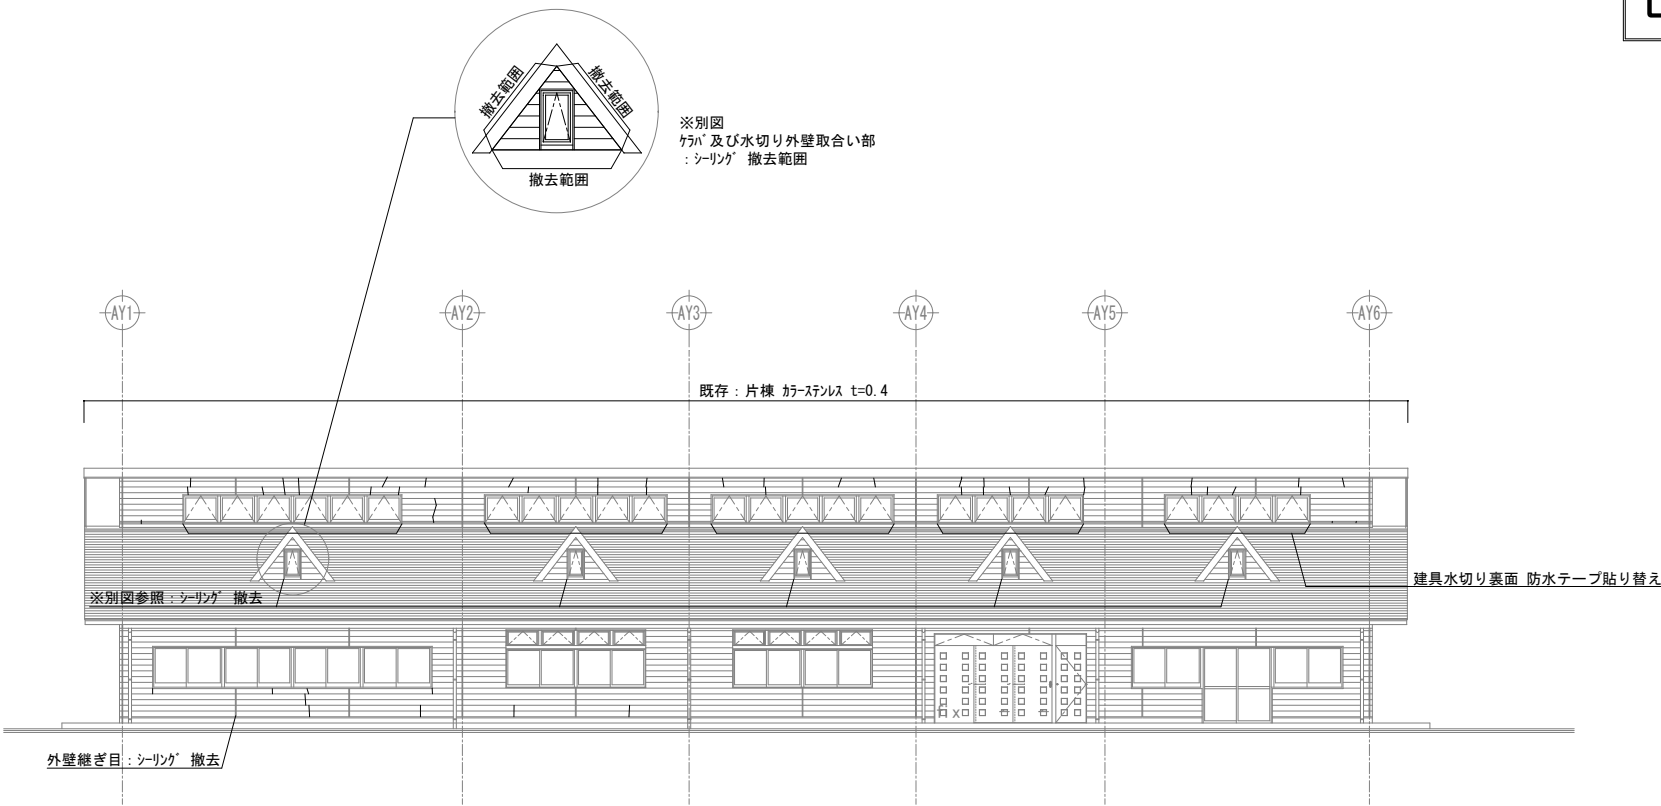 撤去範囲
撤去範囲
撤去範囲
※別図
ｹﾗﾊﾞ及び水切り外壁取合い部
：ｼｰﾘﾝｸﾞ 撤去範囲
AY1
AY2
AY3
AY4
AY5
AY6
既存：片棟 ｶﾗｰｽﾃﾝﾚｽ t=0.4
建具水切り裏面 防水テープ貼り替え
※別図参照：ｼｰﾘﾝｸﾞ 撤去
外壁継ぎ目：ｼｰﾘﾝｸﾞ 撤去